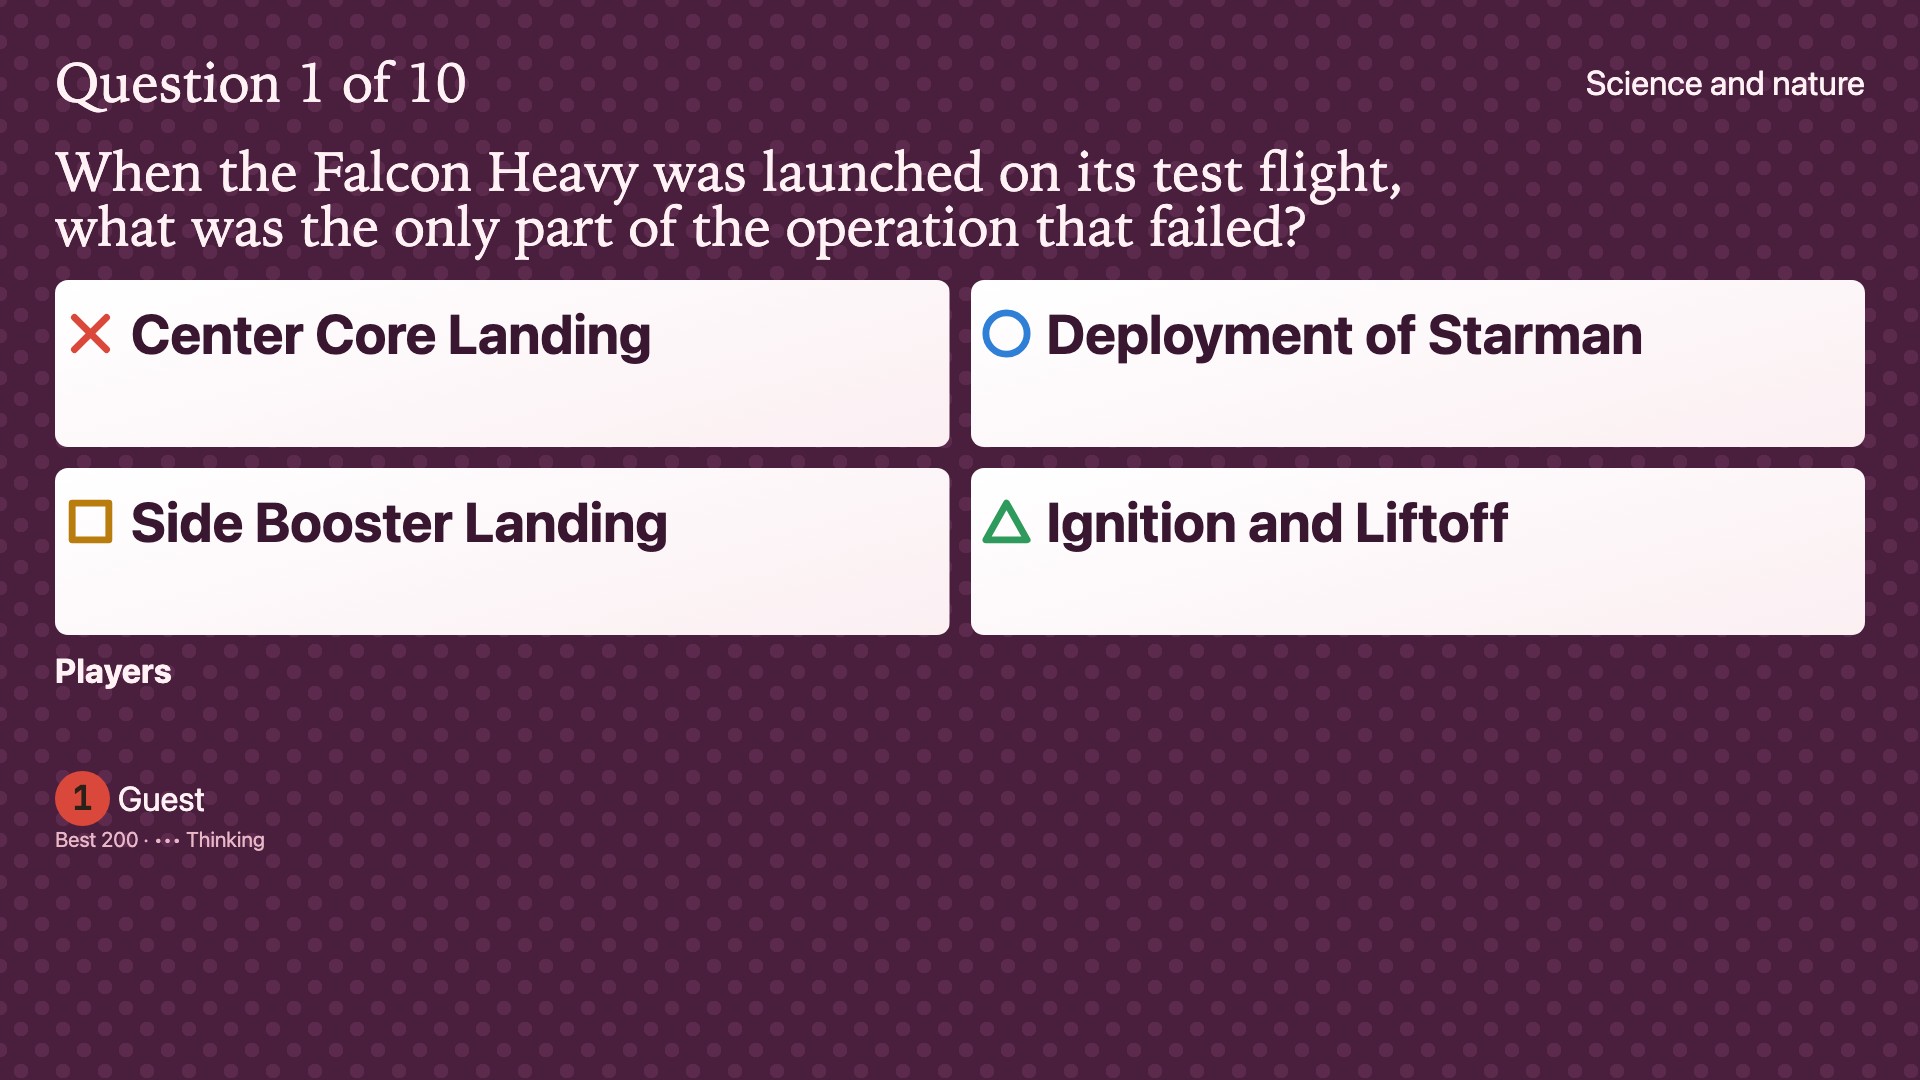 Question 1 of 10
Science and nature
When the Falcon Heavy was launched on its test flight,
what was the only part of the operation that failed?
Center Core Landing
Deployment of Starman
Side Booster Landing
Ignition and Liftoff
Players
1 Guest
Best 200 · ••• Thinking